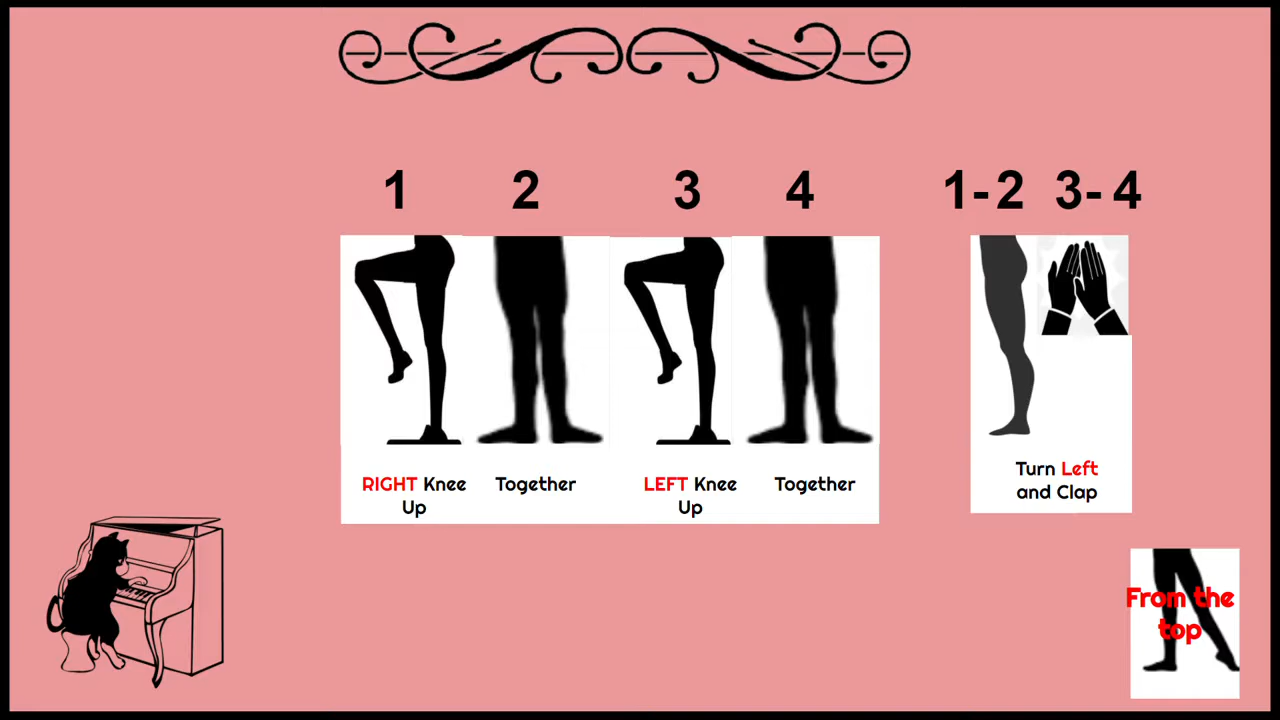 1 2 3 4 1-2 3-4
RIGHT Knee
Up
Together
LEFT Knee
Up
Together
Turn Left
and Clap
From the
top